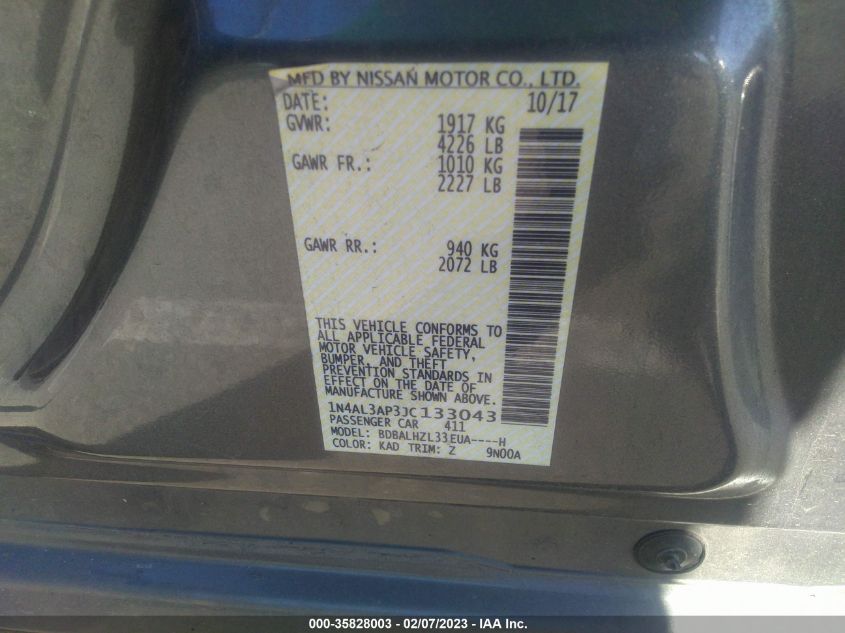 MFD BY NISSAN MOTOR CO., LTD.
DATE: 10/17
GVWR: 1917 KG
4226 LB
GAWR FR.: 1010 KG
2227 LB
GAWR RR.: 940 KG
2072 LB
THIS VEHICLE CONFORMS TO
ALL APPLICABLE FEDERAL
MOTOR VEHICLE SAFETY,
BUMPER, AND THEFT
PREVENTION STANDARDS IN
EFFECT ON THE DATE OF
MANUFACTURE SHOWN ABOVE.
1N4AL3AP3JC133043
PASSENGER CAR 411
MODEL: BDBALHZL33EUA----H
COLOR: KAD TRIM: Z 9N00A
000-35828003 - 02/07/2023 - IAA Inc.